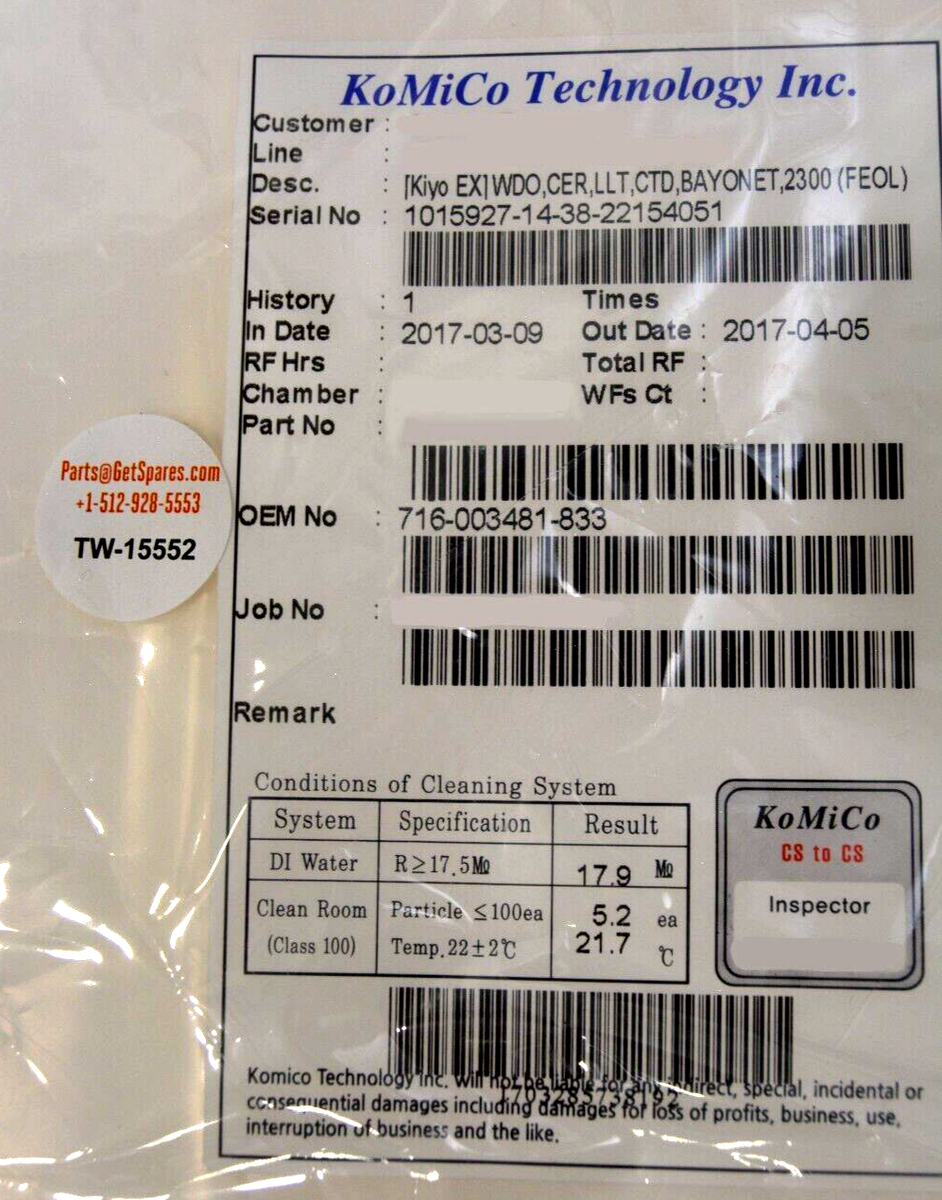 KoMiCo Technology Inc.
Customer :
Line :
Desc. : [Kiyo EX]WDO,CER,LLT,CTD,BAYONET,2300 (FEOL)
Serial No : 1015927-14-38-22154051
History : 1 Times
In Date : 2017-03-09 Out Date : 2017-04-05
RF Hrs : Total RF :
Chamber : WFs Ct :
Part No :
Parts@GetSpares.com
+1-512-928-5553
TW-15552
OEM No : 716-003481-833
Job No :
Remark
Conditions of Cleaning System
System Specification Result
DI Water R≥17.5MΩ 17.9 MΩ
Clean Room Particle ≤100ea 5.2 ea
(Class 100) Temp.22±2℃ 21.7 ℃
KoMiCo
CS to CS
Inspector
Komico Technology Inc. Will not be liable for any indirect, special, incidental or
consequential damages including damages for loss of profits, business, use,
interruption of business and the like.